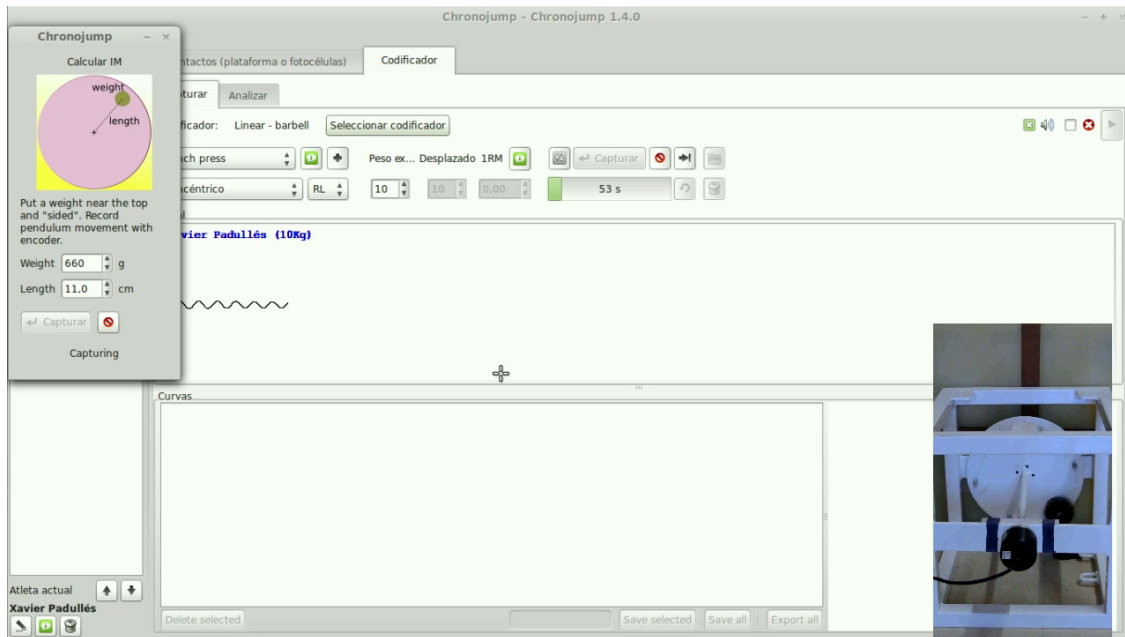 Chronojump - Chronojump 1.4.0
Chronojump
Calcular IM
weight
length
Put a weight near the top
and "sided". Record
pendulum movement with
encoder.
Weight 660 g
Length 11,0 cm
Capturar
Capturing
ntactos (plataforma o fotocélulas) Codificador
turar Analizar
ificador: Linear - barbell Seleccionar codificador
ch press Peso ex... Desplazado 1RM Capturar
céntrico RL 10 10 0,00 53 s
vier Padullés (10Kg)
Curvas
Atleta actual
Xavier Padullés
Delete selected Save selected Save all Export all